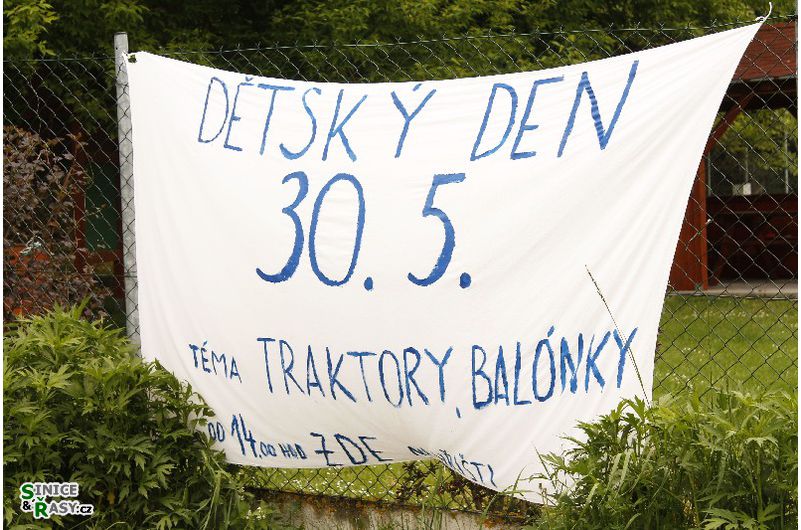 DĚTSKÝ DEN
30. 5.
TÉMA TRAKTORY, BALÓNKY
OD 14.00 HOD ZDE
SINICE
& RASY.cz